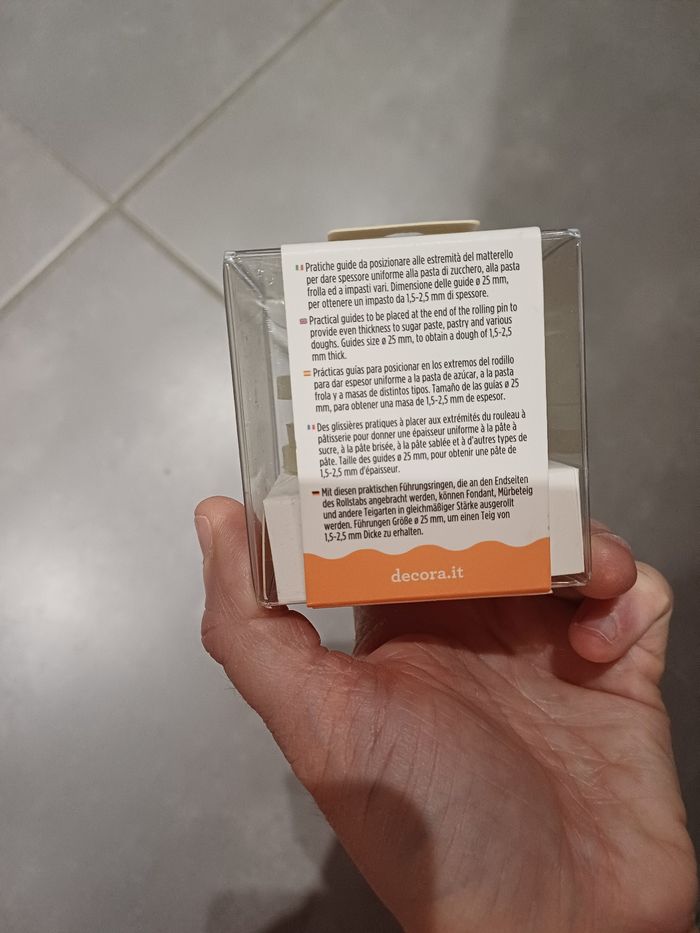 Pratiche guide da posizionare alle estremità del matterello
per dare spessore uniforme alla pasta di zucchero, alla pasta
frolla ed a impasti vari. Dimensione delle guide ø 25 mm,
per ottenere un impasto da 1,5-2,5 mm di spessore.
Practical guides to be placed at the end of the rolling pin to
provide even thickness to sugar paste, pastry and various
doughs. Guides size ø 25 mm, to obtain a dough of 1,5-2,5
mm thick.
Prácticas guías para posicionar en los extremos del rodillo
para dar espesor uniforme a la pasta de azúcar, a la pasta
frola y a masas de distintos tipos. Tamaño de las guías ø 25
mm, para obtener una masa de 1,5-2,5 mm de espesor.
Des glissières pratiques à placer aux extrémités du rouleau à
pâtisserie pour donner une épaisseur uniforme à la pâte à
sucre, à la pâte brisée, à la pâte sablée et à d'autres types de
pâte. Taille des guides ø 25 mm, pour obtenir une pâte de
1,5-2,5 mm d'épaisseur.
Mit diesen praktischen Führungsringen, die an den Endseiten
des Rollstabs angebracht werden, können Fondant, Mürbeteig
und andere Teigarten in gleichmäßiger Stärke ausgerollt
werden. Führungen Größe ø 25 mm, um einen Teig von
1,5-2,5 mm Dicke zu erhalten.
decora.it